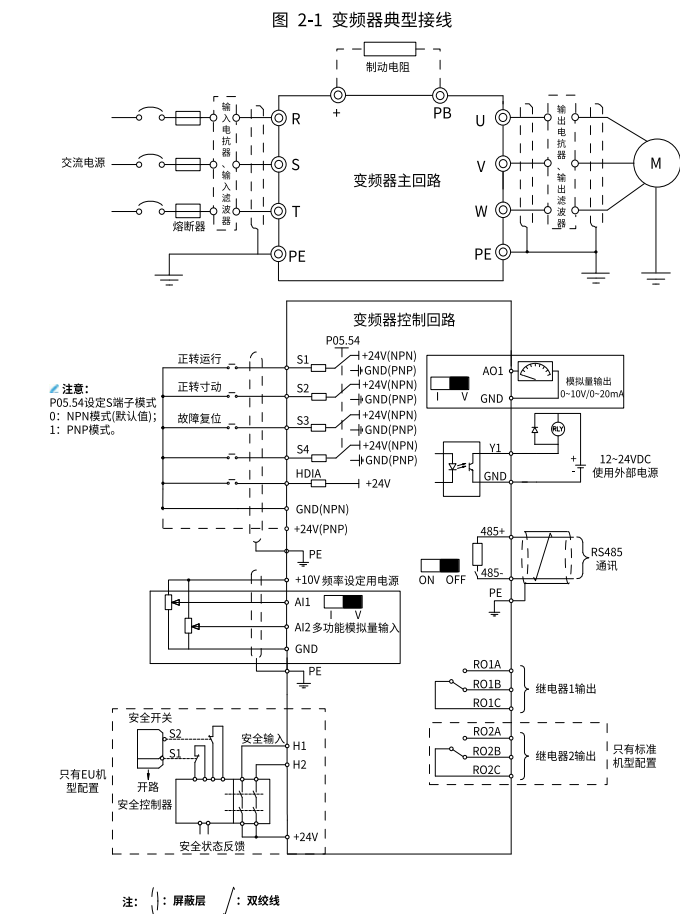 图 2-1 变频器典型接线
制动电阻
+
PB
输入电抗器、输入滤波器
输出电抗器、输出滤波器
R
U
交流电源
S
V
M
变频器主回路
T
W
熔断器
PE
PE
变频器控制回路
P05.54
正转运行
S1
+24V(NPN)
GND(PNP)
正转寸动
S2
+24V(NPN)
GND(PNP)
故障复位
S3
+24V(NPN)
GND(PNP)
S4
+24V(NPN)
GND(PNP)
HDIA
+24V
GND(NPN)
+24V(PNP)
PE
注意：
P05.54设定S端子模式
0：NPN模式(默认值)；
1：PNP模式。
AO1
I V
GND
模拟量输出
0~10V/0~20mA
RLY
Y1
GND
+
-
12~24VDC
使用外部电源
485+
485-
ON OFF
PE
RS485
通讯
+10V 频率设定用电源
AI1
I V
AI2 多功能模拟量输入
GND
PE
RO1A
RO1B
RO1C
继电器1输出
RO2A
RO2B
RO2C
继电器2输出
只有标准
机型配置
安全开关
S2
S1
安全输入
H1
H2
只有EU机
型配置
开路
安全控制器
+24V
安全状态反馈
注： ：屏蔽层 ：双绞线